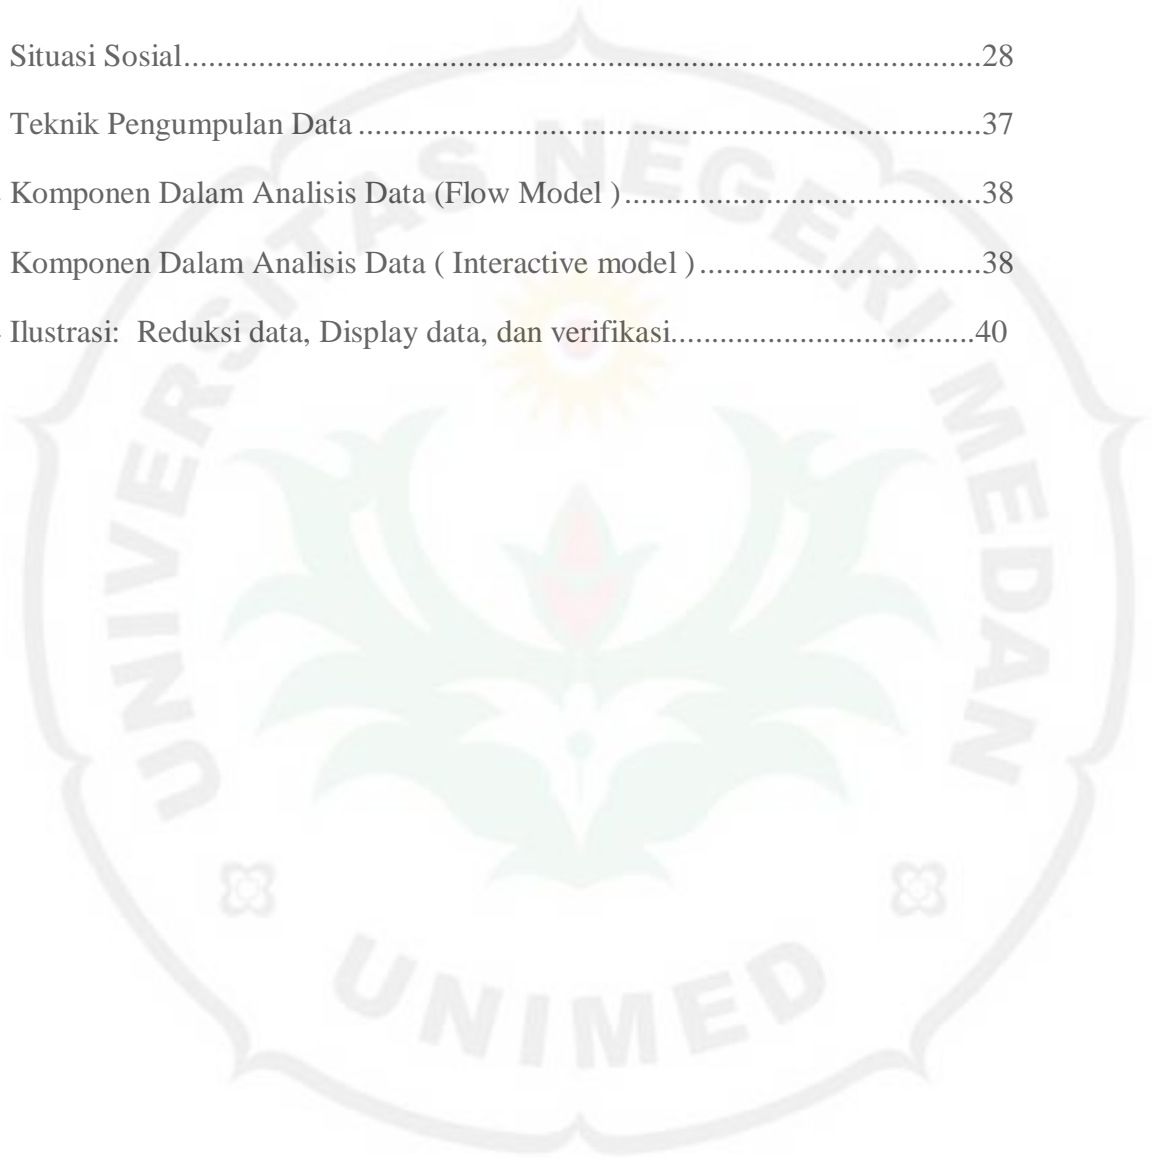 Situasi Sosial.................................................................................................28
Teknik Pengumpulan Data ............................................................................37
Komponen Dalam Analisis Data (Flow Model ) ...........................................38
Komponen Dalam Analisis Data ( Interactive model ) ..................................38
Ilustrasi: Reduksi data, Display data, dan verifikasi.....................................40
UNIVERSITAS NEGERI MEDAN
UNIMED